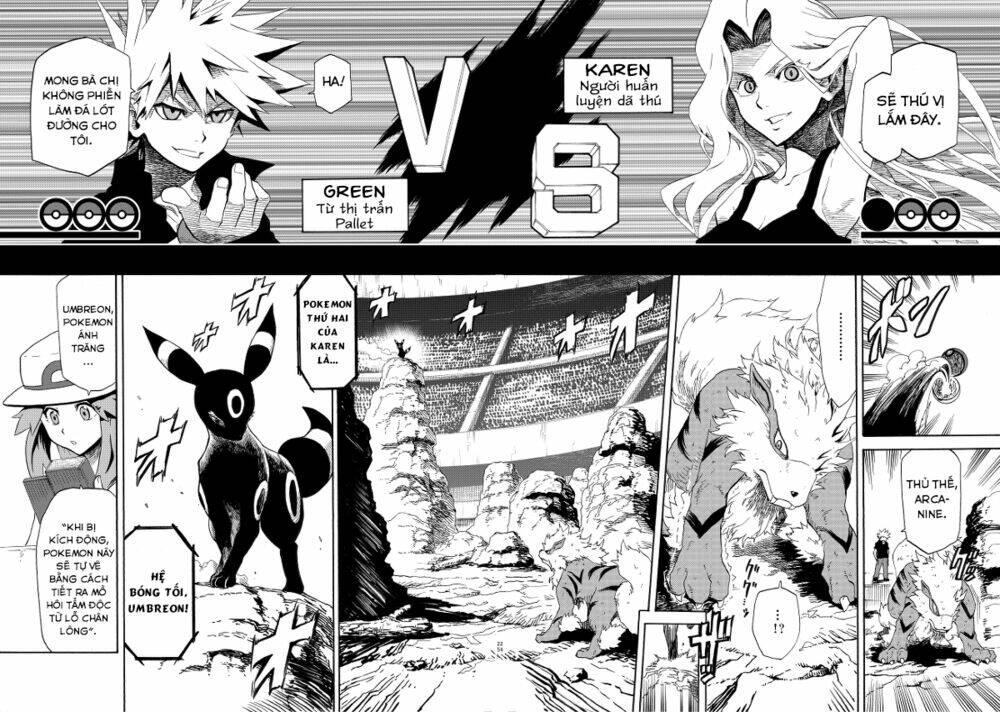 SẼ THÚ VỊ
LẮM ĐÂY.
KAREN
Người huấn
luyện dã thú
V
S
HA!
GREEN
Từ thị trấn
Pallet
MONG BÀ CHỊ
KHÔNG PHIỀN
LÀM ĐÁ LÓT
ĐƯỜNG CHO
TÔI.
THỦ THẾ,
ARCA-
NINE.
.........
...
!?
POKEMON
THỨ HAI
CỦA
KAREN
LÀ...
HỆ
BÓNG TỐI,
UMBREON!
UMBREON,
POKEMON
ÁNH
TRĂNG
...
"KHI BỊ
KÍCH ĐỘNG,
POKEMON NÀY
SẼ TỰ VỆ
BẰNG CÁCH
TIẾT RA MỒ
HÔI TẨM ĐỘC
TỪ LỖ CHÂN
LÔNG".